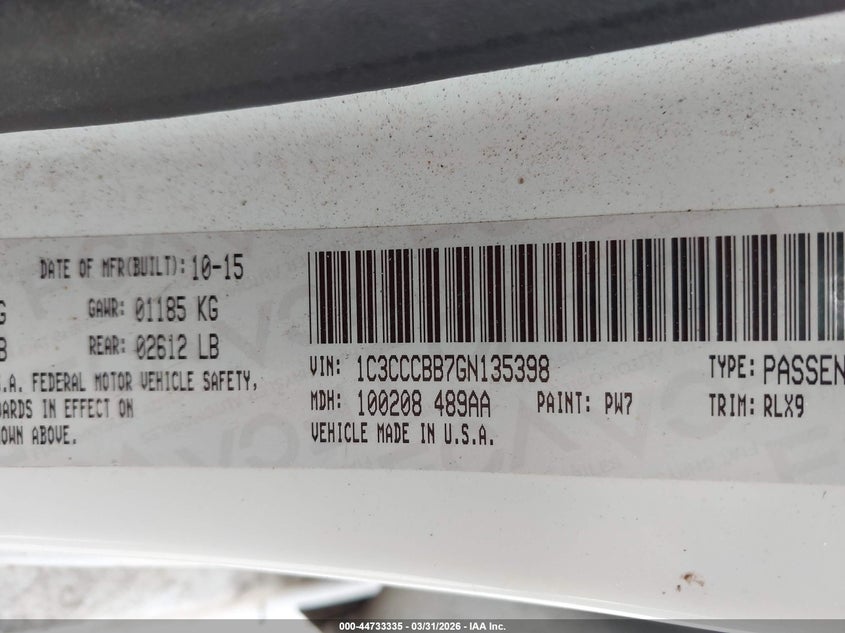 DATE OF MFR(BUILT): 10-15
G GAWR: 01185 KG
B REAR: 02612 LB
.A. FEDERAL MOTOR VEHICLE SAFETY,
ARDS IN EFFECT ON
OWN ABOVE.
VIN: 1C3CCCBB7GN135398 TYPE: PASSEN
MDH: 100208 489AA PAINT: PW7 TRIM: RLX9
VEHICLE MADE IN U.S.A.
000-44733335 - 03/31/2026 - IAA Inc.